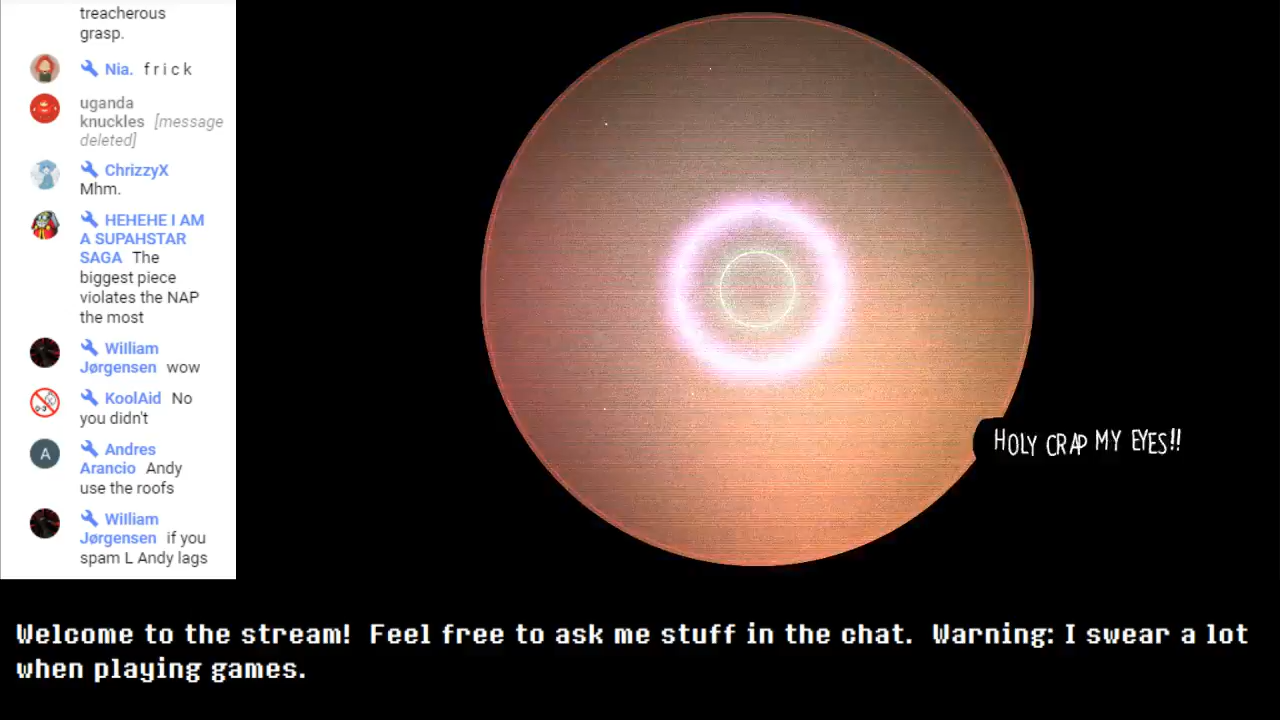 treacherous
grasp.
Nia. f r i c k
uganda
knuckles [message
deleted]
ChrizzyX
Mhm.
HEHEHE I AM
A SUPAHSTAR
SAGA The
biggest piece
violates the NAP
the most
William
Jørgensen wow
KoolAid No
you didn't
A
Andres
Arancio Andy
use the roofs
William
Jørgensen if you
spam L Andy lags
HOLY CRAP MY EYES!!
Welcome to the stream! Feel free to ask me stuff in the chat. Warning: I swear a lot
when playing games.